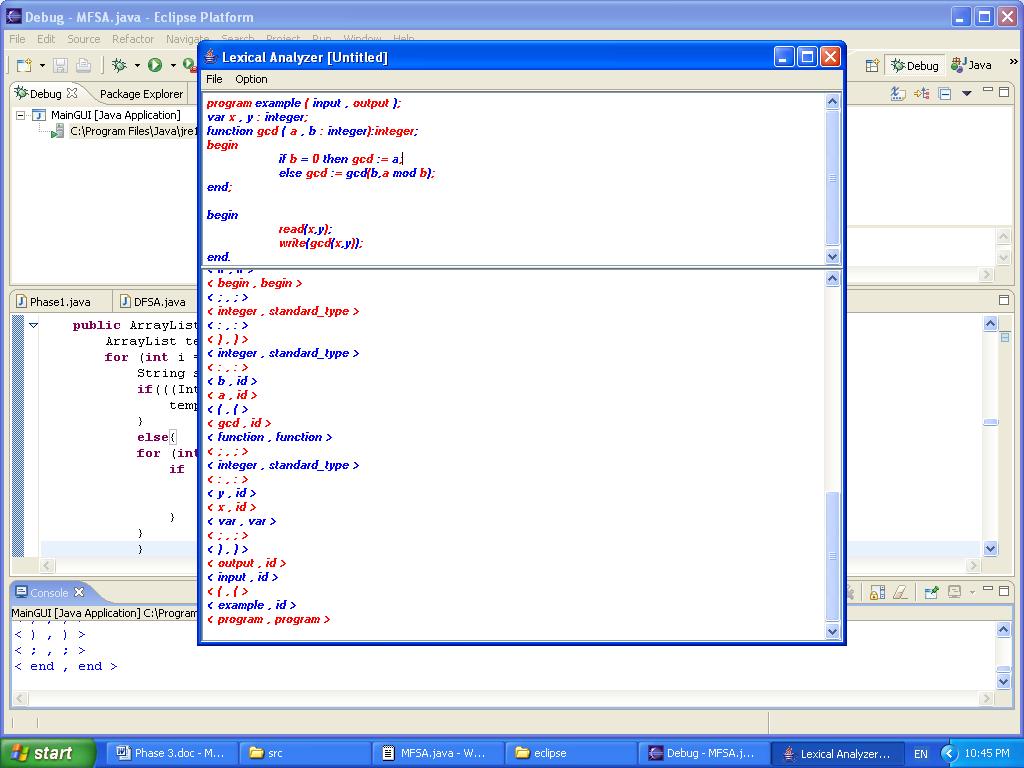 Debug - MFSA.java - Eclipse Platform
File Edit Source Refactor Navigate Search Project Run Window Help
Debug Java »
Debug Package Explorer
MainGUI [Java Application]
C:\Program Files\Java\jre1
Lexical Analyzer [Untitled]
File Option
program example ( input , output );
var x , y : integer;
function gcd ( a , b : integer):integer;
begin
if b = 0 then gcd := a;
else gcd := gcd(b,a mod b);
end;
begin
read(x,y);
write(gcd(x,y));
end.
< begin , begin >
< ; , ; >
< integer , standard_type >
< : , : >
< ) , ) >
< integer , standard_type >
< : , : >
< b , id >
< a , id >
< ( , ( >
< gcd , id >
< function , function >
< ; , ; >
< integer , standard_type >
< : , : >
< y , id >
< x , id >
< var , var >
< ; , ; >
< ) , ) >
< output , id >
< input , id >
< ( , ( >
< example , id >
< program , program >
Phase1.java DFSA.java
public ArrayList
ArrayList te
for (int i =
String s
if(((Int
temp
}
else{
for (int
if
}
}
}
Console
MainGUI [Java Application] C:\Program
< ) , ) >
< ; , ; >
< end , end >
start Phase 3.doc - M... src MFSA.java - W... eclipse Debug - MFSA.j... Lexical Analyzer... EN 10:45 PM